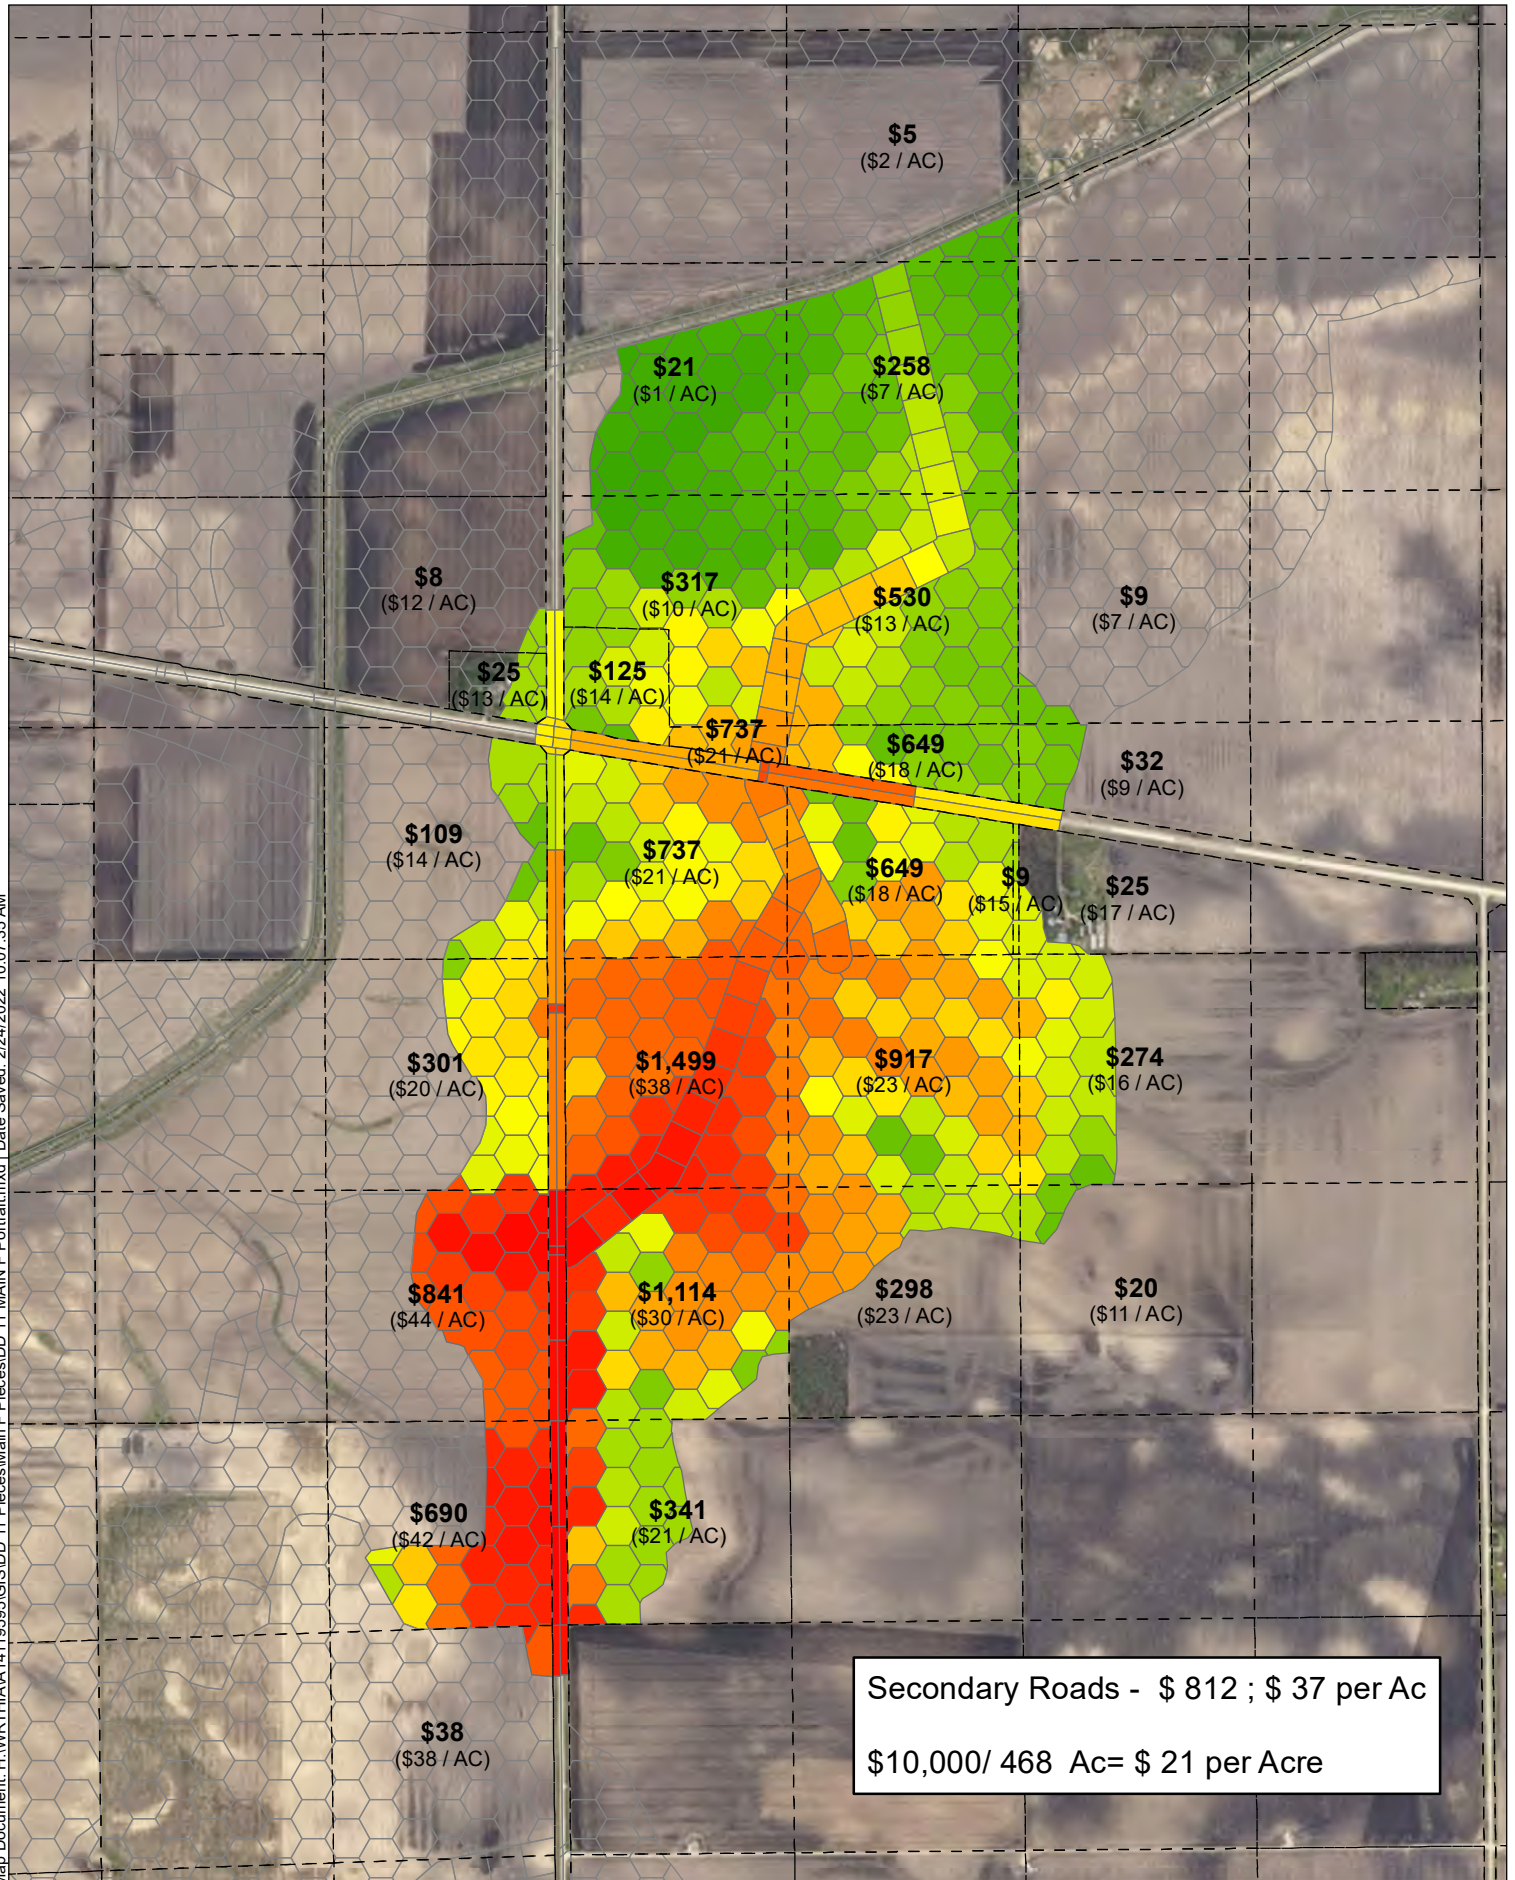 $5
($2 / AC)
$21
($1 / AC)
$258
($7 / AC)
$8
($12 / AC)
$317
($10 / AC)
$530
($13 / AC)
$9
($7 / AC)
$25
($13 / AC)
$125
($14 / AC)
$737
($21 / AC)
$649
($18 / AC)
$32
($9 / AC)
$109
($14 / AC)
$737
($21 / AC)
$649
($18 / AC)
$9
($15 / AC)
$25
($17 / AC)
$301
($20 / AC)
$1,499
($38 / AC)
$917
($23 / AC)
$274
($16 / AC)
$841
($44 / AC)
$1,114
($30 / AC)
$298
($23 / AC)
$20
($11 / AC)
$690
($42 / AC)
$341
($21 / AC)
$38
($38 / AC)
Secondary Roads - $ 812 ; $ 37 per Ac
$10,000/ 468 Ac= $ 21 per Acre